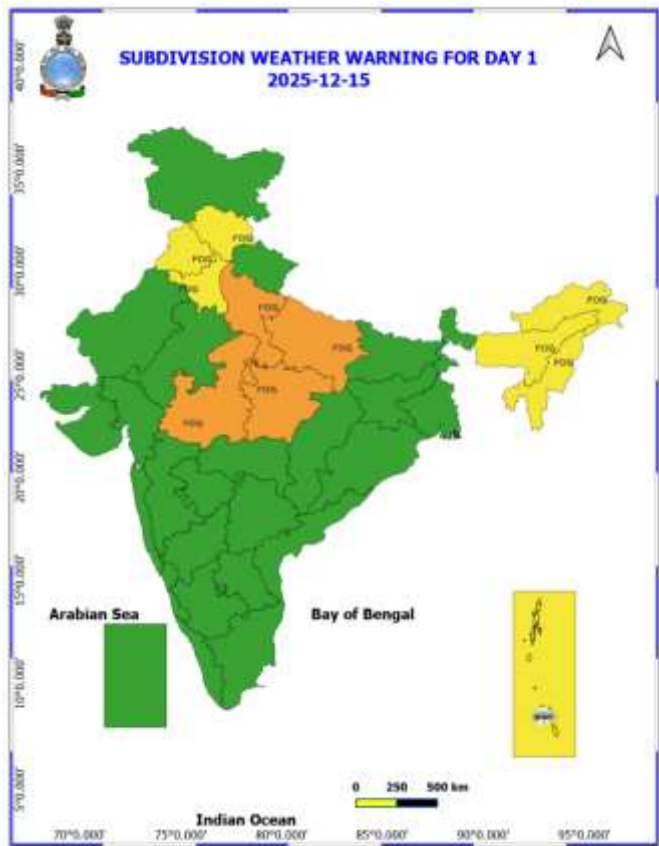 SUBDIVISION WEATHER WARNING FOR DAY 1
2025-12-15
40°0.000'
35°0.000'
30°0.000'
25°0.000'
20°0.000'
15°0.000'
10°0.000'
5°0.000'
FOG
FOG
FOG
FOG
FOG
FOG
FOG
FOG
FOG
FOG
Arabian Sea
Bay of Bengal
0 250 500 km
Indian Ocean
70°0.000'
75°0.000'
80°0.000'
85°0.000'
90°0.000'
95°0.000'